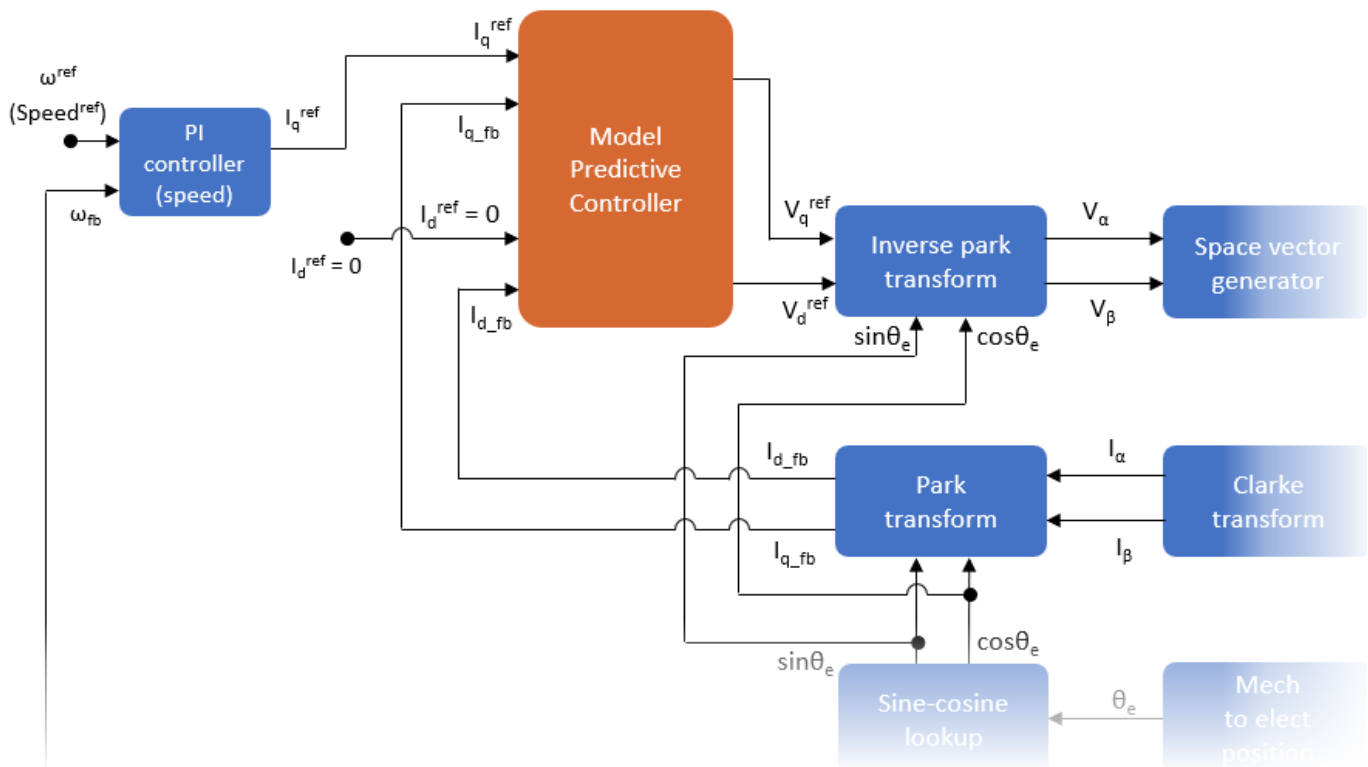 I_q^ref
ω^ref
(Speed^ref)
I_q^ref
PI
controller
(speed)
ω_fb
I_q_fb
Model
Predictive
Controller
I_d^ref = 0
I_d^ref = 0
I_d_fb
V_q^ref
V_d^ref
Inverse park
transform
V_α
V_β
Space vector
generator
sinθ_e
cosθ_e
I_d_fb
I_q_fb
Park
transform
I_α
I_β
Clarke
transform
sinθ_e
cosθ_e
Sine-cosine
lookup
θ_e
Mech
to elect
position